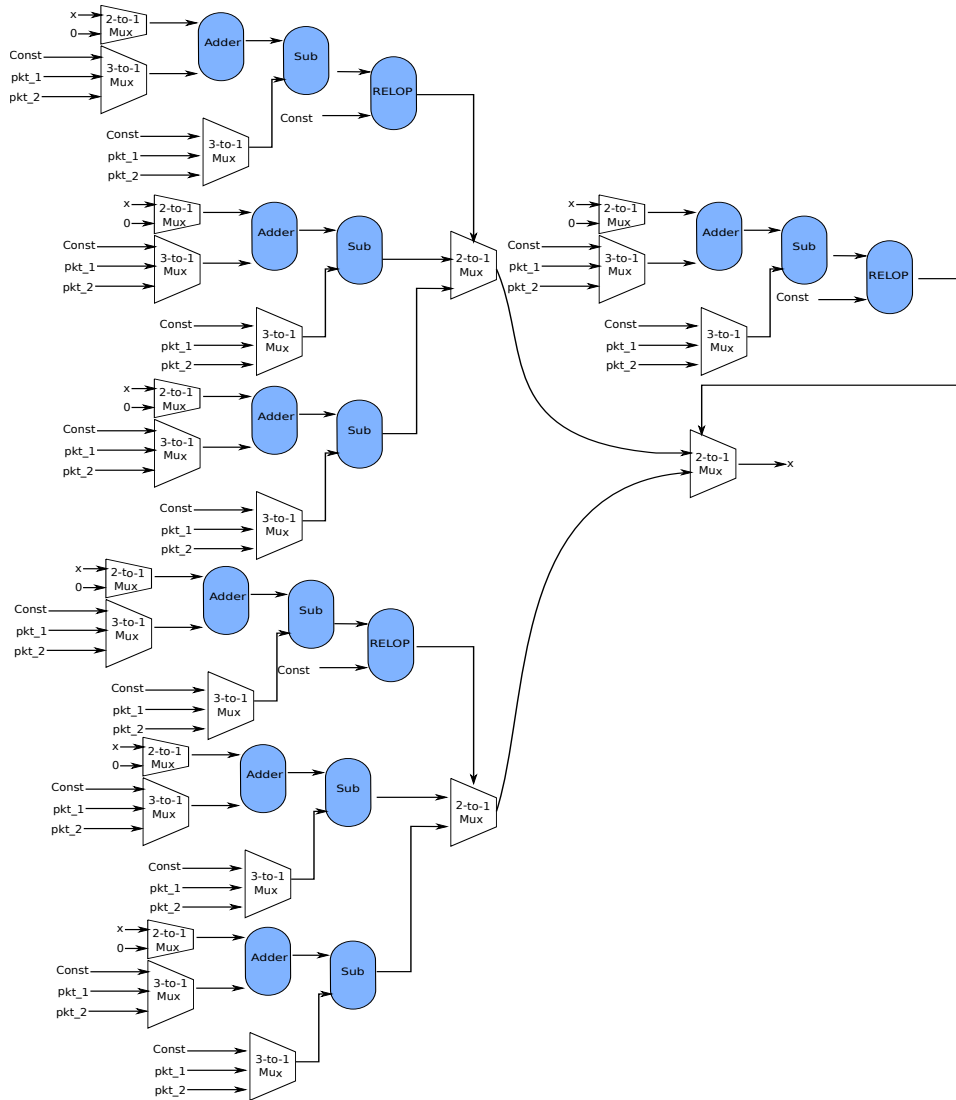 x
0
2-to-1
Mux
Const
pkt_1
pkt_2
3-to-1
Mux
Adder
Sub
RELOP
Const
Const
pkt_1
pkt_2
3-to-1
Mux
x
0
2-to-1
Mux
Const
pkt_1
pkt_2
3-to-1
Mux
Adder
Sub
Const
pkt_1
pkt_2
3-to-1
Mux
2-to-1
Mux
x
0
2-to-1
Mux
Const
pkt_1
pkt_2
3-to-1
Mux
Adder
Sub
RELOP
Const
Const
pkt_1
pkt_2
3-to-1
Mux
x
0
2-to-1
Mux
Const
pkt_1
pkt_2
3-to-1
Mux
Adder
Sub
Const
pkt_1
pkt_2
3-to-1
Mux
2-to-1
Mux
x
x
0
2-to-1
Mux
Const
pkt_1
pkt_2
3-to-1
Mux
Adder
Sub
RELOP
Const
Const
pkt_1
pkt_2
3-to-1
Mux
x
0
2-to-1
Mux
Const
pkt_1
pkt_2
3-to-1
Mux
Adder
Sub
Const
pkt_1
pkt_2
3-to-1
Mux
2-to-1
Mux
x
0
2-to-1
Mux
Const
pkt_1
pkt_2
3-to-1
Mux
Adder
Sub
Const
pkt_1
pkt_2
3-to-1
Mux